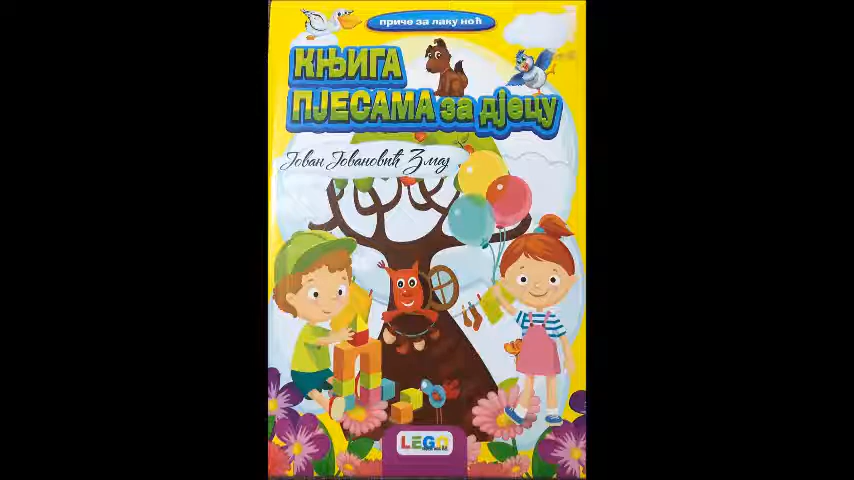 приче за лаку ноћ
КЊИГА
ПЈЕСАМА за дјецу
Јован Јовановић Змај
LEGO